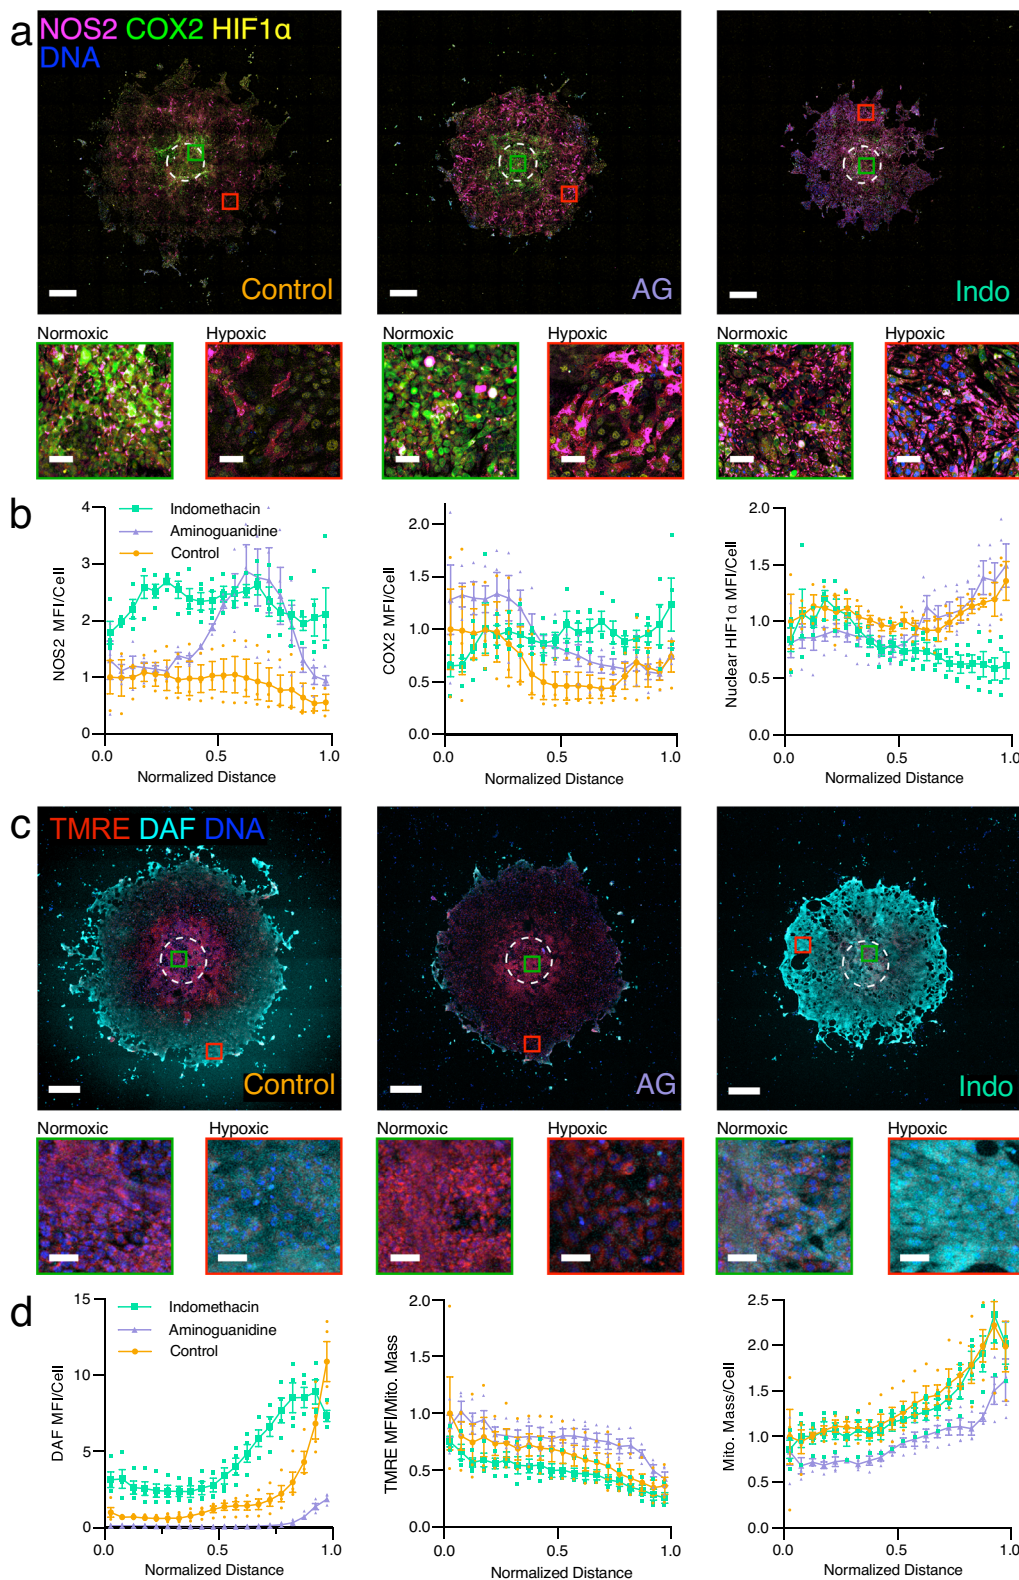 a
NOS2 COX2 HIF1α
DNA
Control
AG
Indo
Normoxic
Hypoxic
Normoxic
Hypoxic
Normoxic
Hypoxic
b
NOS2 MFI/Cell
4
3
2
1
0
Indomethacin
Aminoguanidine
Control
0.0
0.5
1.0
Normalized Distance
COX2 MFI/Cell
2.0
1.5
1.0
0.5
0.0
0.0
0.5
1.0
Normalized Distance
Nuclear HIF1α MFI/Cell
2.0
1.5
1.0
0.5
0.0
0.0
0.5
1.0
Normalized Distance
c
TMRE DAF DNA
Control
AG
Indo
Normoxic
Hypoxic
Normoxic
Hypoxic
Normoxic
Hypoxic
d
DAF MFI/Cell
15
10
5
0
Indomethacin
Aminoguanidine
Control
0.0
0.5
1.0
Normalized Distance
TMRE MFI/Mito. Mass
2.0
1.5
1.0
0.5
0.0
0.0
0.5
1.0
Normalized Distance
Mito. Mass/Cell
2.5
2.0
1.5
1.0
0.5
0.0
0.0
0.5
1.0
Normalized Distance